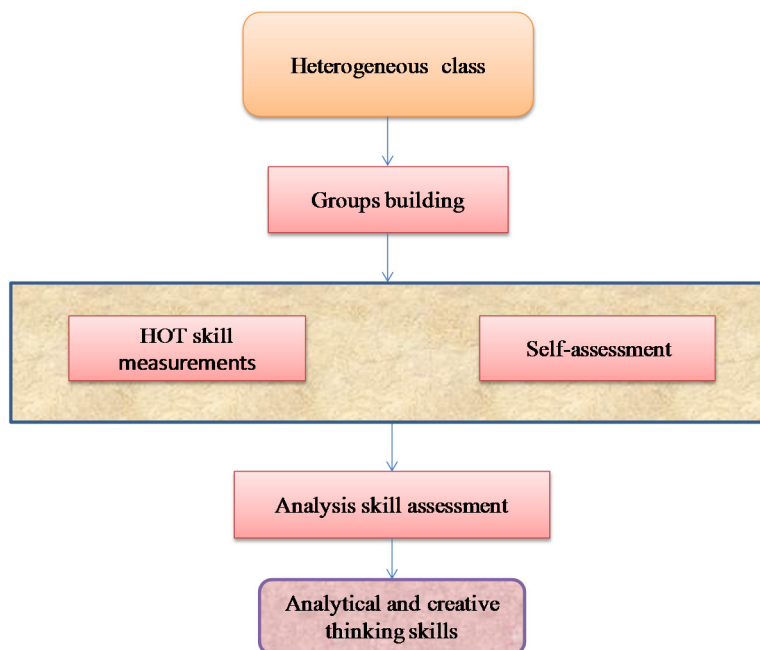 Heterogeneous class
Groups building
HOT skill
measurements
Self-assessment
Analysis skill assessment
Analytical and creative
thinking skills